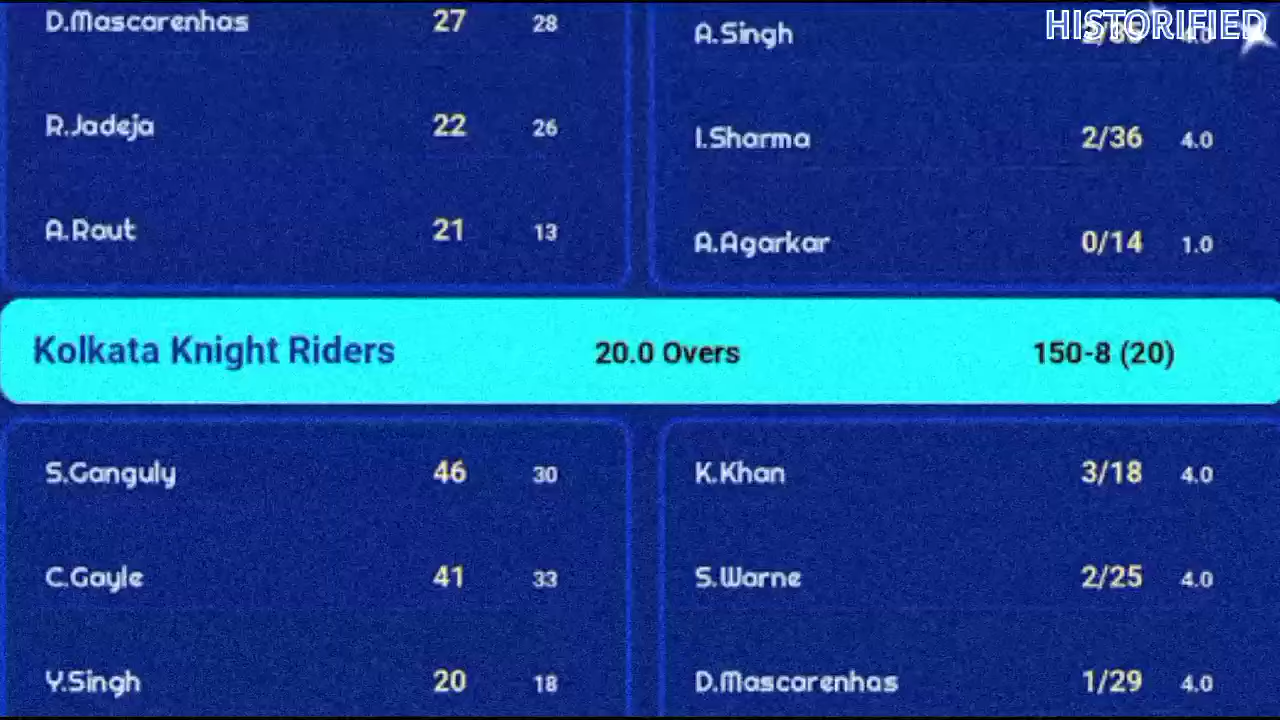 HISTORIFIED
D.Mascarenhas 27 28
A.Singh 4.0
R.Jadeja 22 26
I.Sharma 2/36 4.0
A.Raut 21 13
A.Agarkar 0/14 1.0
Kolkata Knight Riders 20.0 Overs 150-8 (20)
S.Ganguly 46 30
K.Khan 3/18 4.0
C.Gayle 41 33
S.Warne 2/25 4.0
Y.Singh 20 18
D.Mascarenhas 1/29 4.0